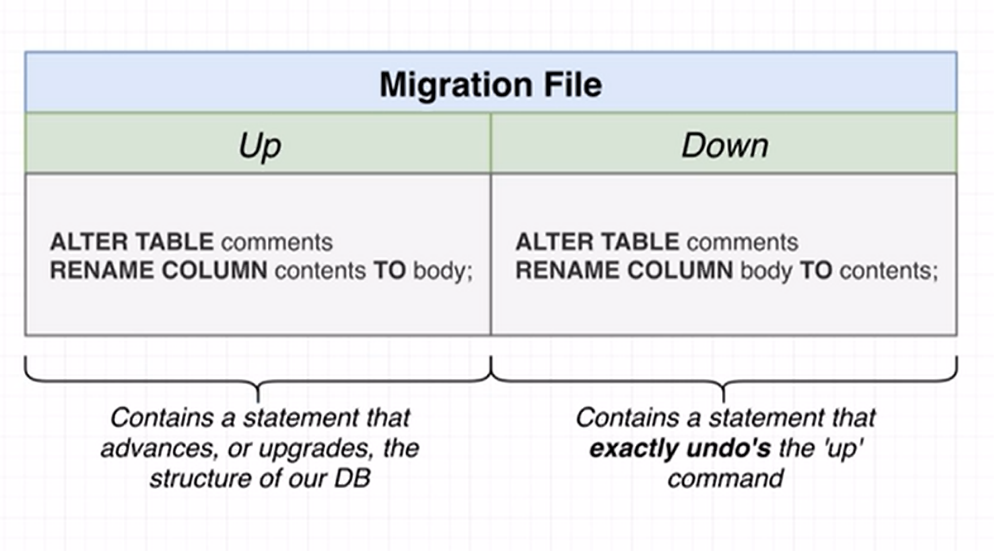 Migration File
Up
Down
ALTER TABLE comments
RENAME COLUMN contents TO body;
ALTER TABLE comments
RENAME COLUMN body TO contents;
Contains a statement that
advances, or upgrades, the
structure of our DB
Contains a statement that
exactly undo's the 'up'
command